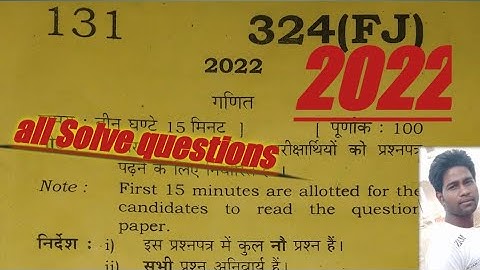 131
324(FJ)
2022
2022
गणित
तीन घण्टे 15 मिनट ] [ पूर्णांक : 100
all Solve questions
परीक्षार्थियों को प्रश्नपत्र
पढ़ने के लिए
Note : First 15 minutes are allotted for the
candidates to read the question
paper.
निर्देश : i) इस प्रश्नपत्र में कुल नौ प्रश्न हैं।
ii) सभी प्रश्न अनिवार्य हैं।